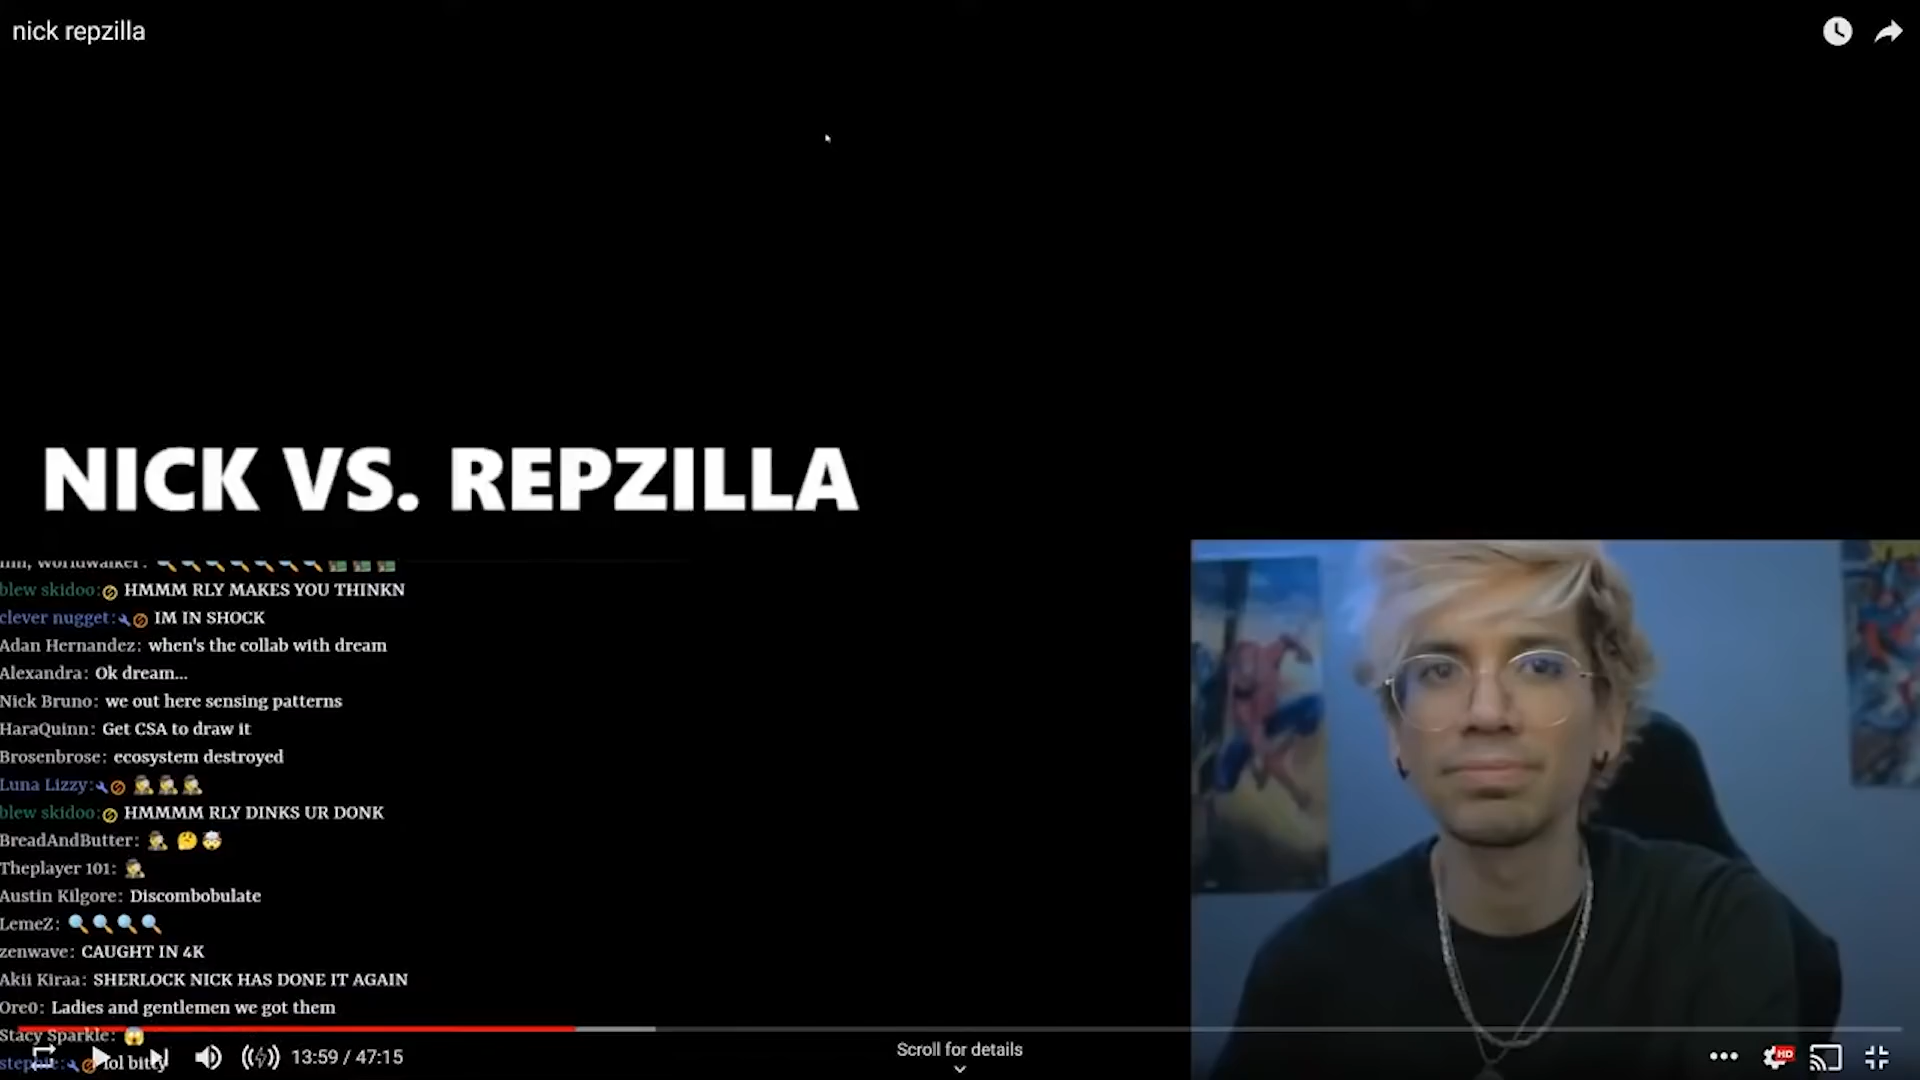 nick repzilla
NICK VS. REPZILLA
blew skidoo: HMMM RLY MAKES YOU THINKN
clever nugget: IM IN SHOCK
Adan Hernandez: when's the collab with dream
Alexandra: Ok dream...
Nick Bruno: we out here sensing patterns
HaraQuinn: Get CSA to draw it
Brosenbrose: ecosystem destroyed
Luna Lizzy:
blew skidoo: HMMMM RLY DINKS UR DONK
BreadAndButter:
Theplayer 101:
Austin Kilgore: Discombobulate
LemeZ:
zenwave: CAUGHT IN 4K
Akii Kiraa: SHERLOCK NICK HAS DONE IT AGAIN
Ore0: Ladies and gentlemen we got them
Stacy Sparkle:
lol bitty
13:59 / 47:15
Scroll for details
HD